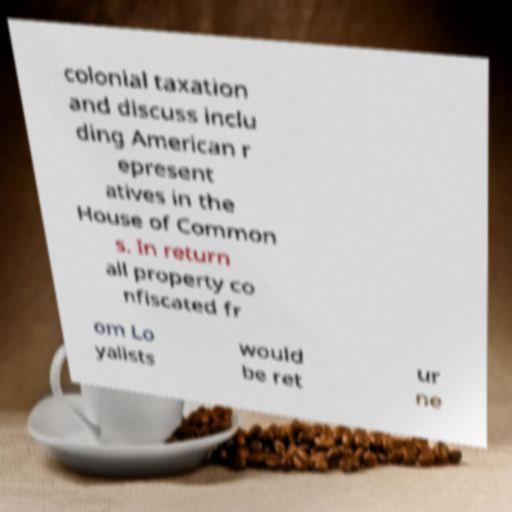 colonial taxation
and discuss inclu
ding American r
epresent
atives in the
House of Common
s. In return
all property co
nfiscated fr
om Lo
yalists
would
be ret
ur
ne